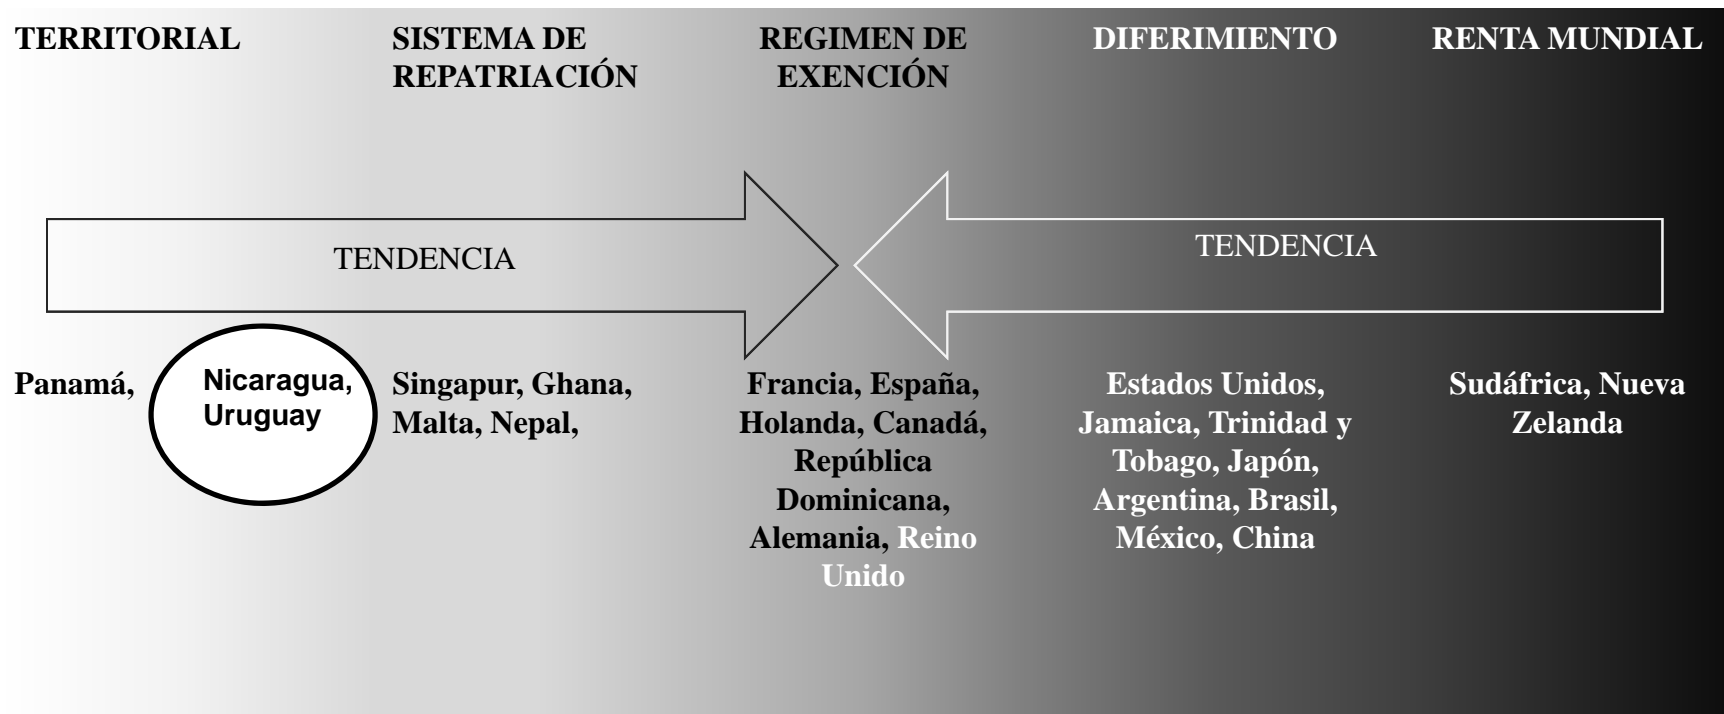 TERRITORIAL
SISTEMA DE
REPATRIACIÓN
REGIMEN DE
EXENCIÓN
DIFERIMIENTO
RENTA MUNDIAL
TENDENCIA
TENDENCIA
Panamá,
Nicaragua,
Uruguay
Singapur, Ghana,
Malta, Nepal,
Francia, España,
Holanda, Canadá,
República
Dominicana,
Alemania, Reino
Unido
Estados Unidos,
Jamaica, Trinidad y
Tobago, Japón,
Argentina, Brasil,
México, China
Sudáfrica, Nueva
Zelanda